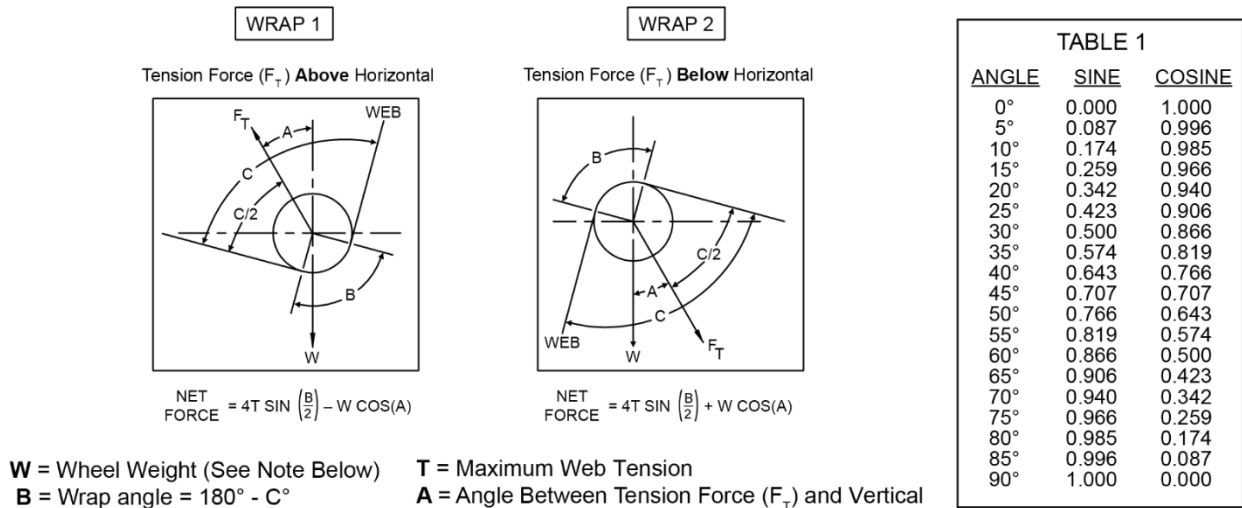 WRAP 1
Tension Force (F_T) Above Horizontal
F_T
A
WEB
C
C/2
B
W
NET FORCE = 4T SIN (B/2) – W COS(A)
WRAP 2
Tension Force (F_T) Below Horizontal
B
C/2
A
C
WEB
W
F_T
NET FORCE = 4T SIN (B/2) + W COS(A)
W = Wheel Weight (See Note Below)
B = Wrap angle = 180° - C°
T = Maximum Web Tension
A = Angle Between Tension Force (F_T) and Vertical
TABLE 1
ANGLE SINE COSINE
0° 0.000 1.000
5° 0.087 0.996
10° 0.174 0.985
15° 0.259 0.966
20° 0.342 0.940
25° 0.423 0.906
30° 0.500 0.866
35° 0.574 0.819
40° 0.643 0.766
45° 0.707 0.707
50° 0.766 0.643
55° 0.819 0.574
60° 0.866 0.500
65° 0.906 0.423
70° 0.940 0.342
75° 0.966 0.259
80° 0.985 0.174
85° 0.996 0.087
90° 1.000 0.000